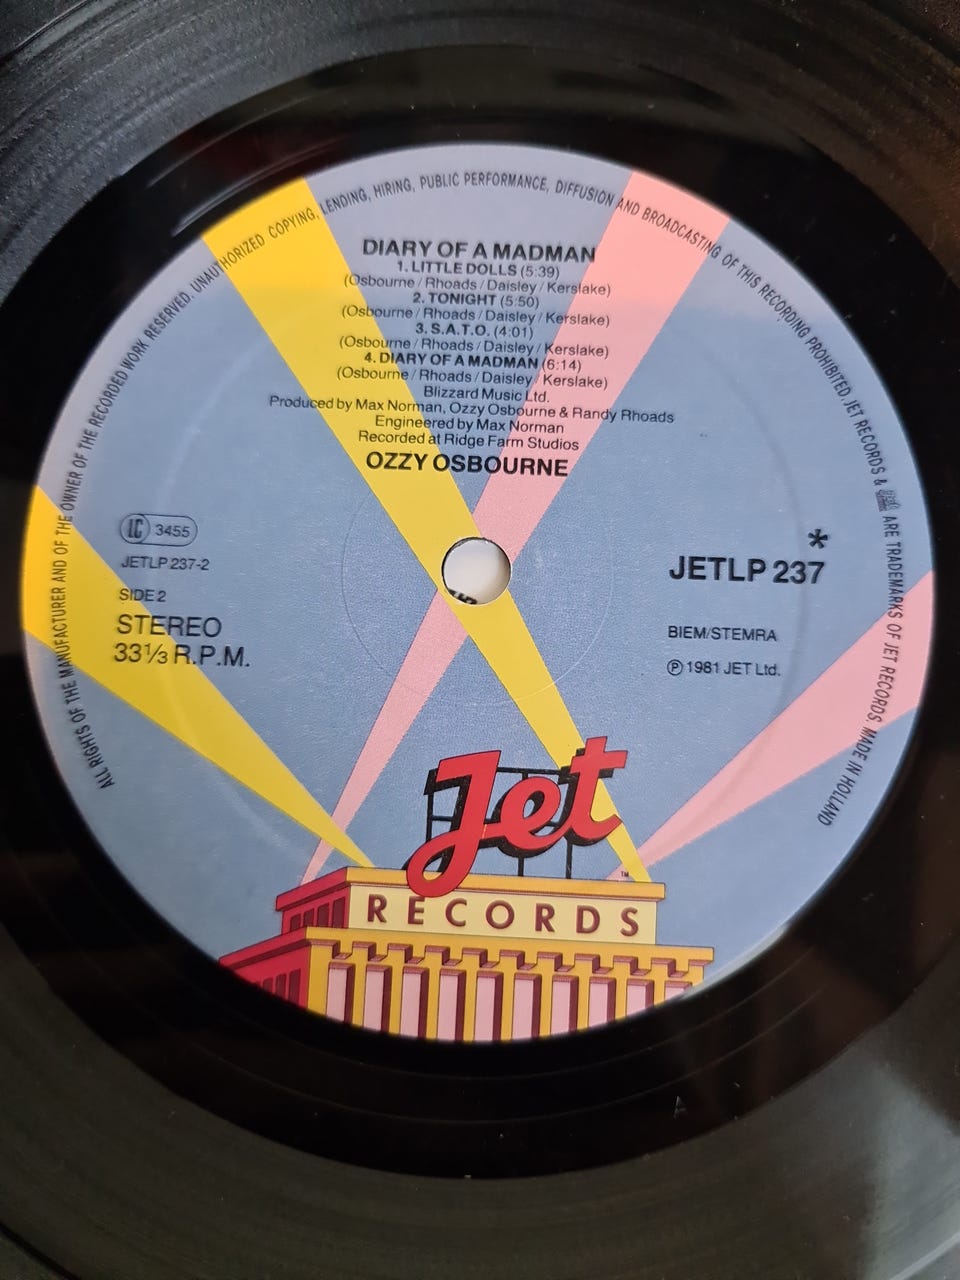 ALL RIGHTS OF THE MANUFACTURER AND OF THE OWNER OF THE RECORDED WORK RESERVED. UNAUTHORIZED COPYING, LENDING, HIRING, PUBLIC PERFORMANCE, DIFFUSION AND BROADCASTING OF THIS RECORDING PROHIBITED. JET RECORDS & Jet ARE TRADEMARKS OF JET RECORDS. MADE IN HOLLAND
DIARY OF A MADMAN
1. LITTLE DOLLS (5:39)
(Osbourne / Rhoads / Daisley / Kerslake)
2. TONIGHT (5:50)
(Osbourne / Rhoads / Daisley / Kerslake)
3. S.A.T.O. (4:01)
(Osbourne / Rhoads / Daisley / Kerslake)
4. DIARY OF A MADMAN (6:14)
(Osbourne / Rhoads / Daisley / Kerslake)
Blizzard Music Ltd.
Produced by Max Norman, Ozzy Osbourne & Randy Rhoads
Engineered by Max Norman
Recorded at Ridge Farm Studios
OZZY OSBOURNE
LC 3455
JETLP 237-2
SIDE 2
STEREO
33⅓ R.P.M.
*
JETLP 237
BIEM/STEMRA
℗ 1981 JET Ltd.
Jet
TM
RECORDS